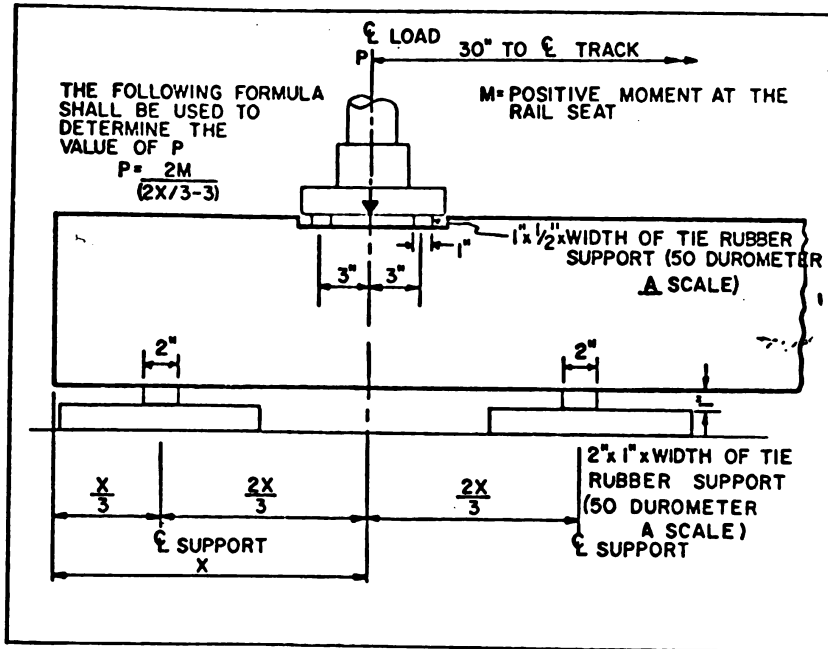 ℄ LOAD
P
30" TO ℄ TRACK
THE FOLLOWING FORMULA
SHALL BE USED TO
DETERMINE THE
VALUE OF P
P= 2M
(2X/3-3)
M= POSITIVE MOMENT AT THE
RAIL SEAT
1" x 1/2" x WIDTH OF TIE RUBBER
SUPPORT (50 DUROMETER
A SCALE)
1"
3" 3"
2" 2"
1"
2" x 1" x WIDTH OF TIE
RUBBER SUPPORT
(50 DUROMETER
A SCALE)
X/3 2X/3 2X/3
℄ SUPPORT ℄ SUPPORT
X